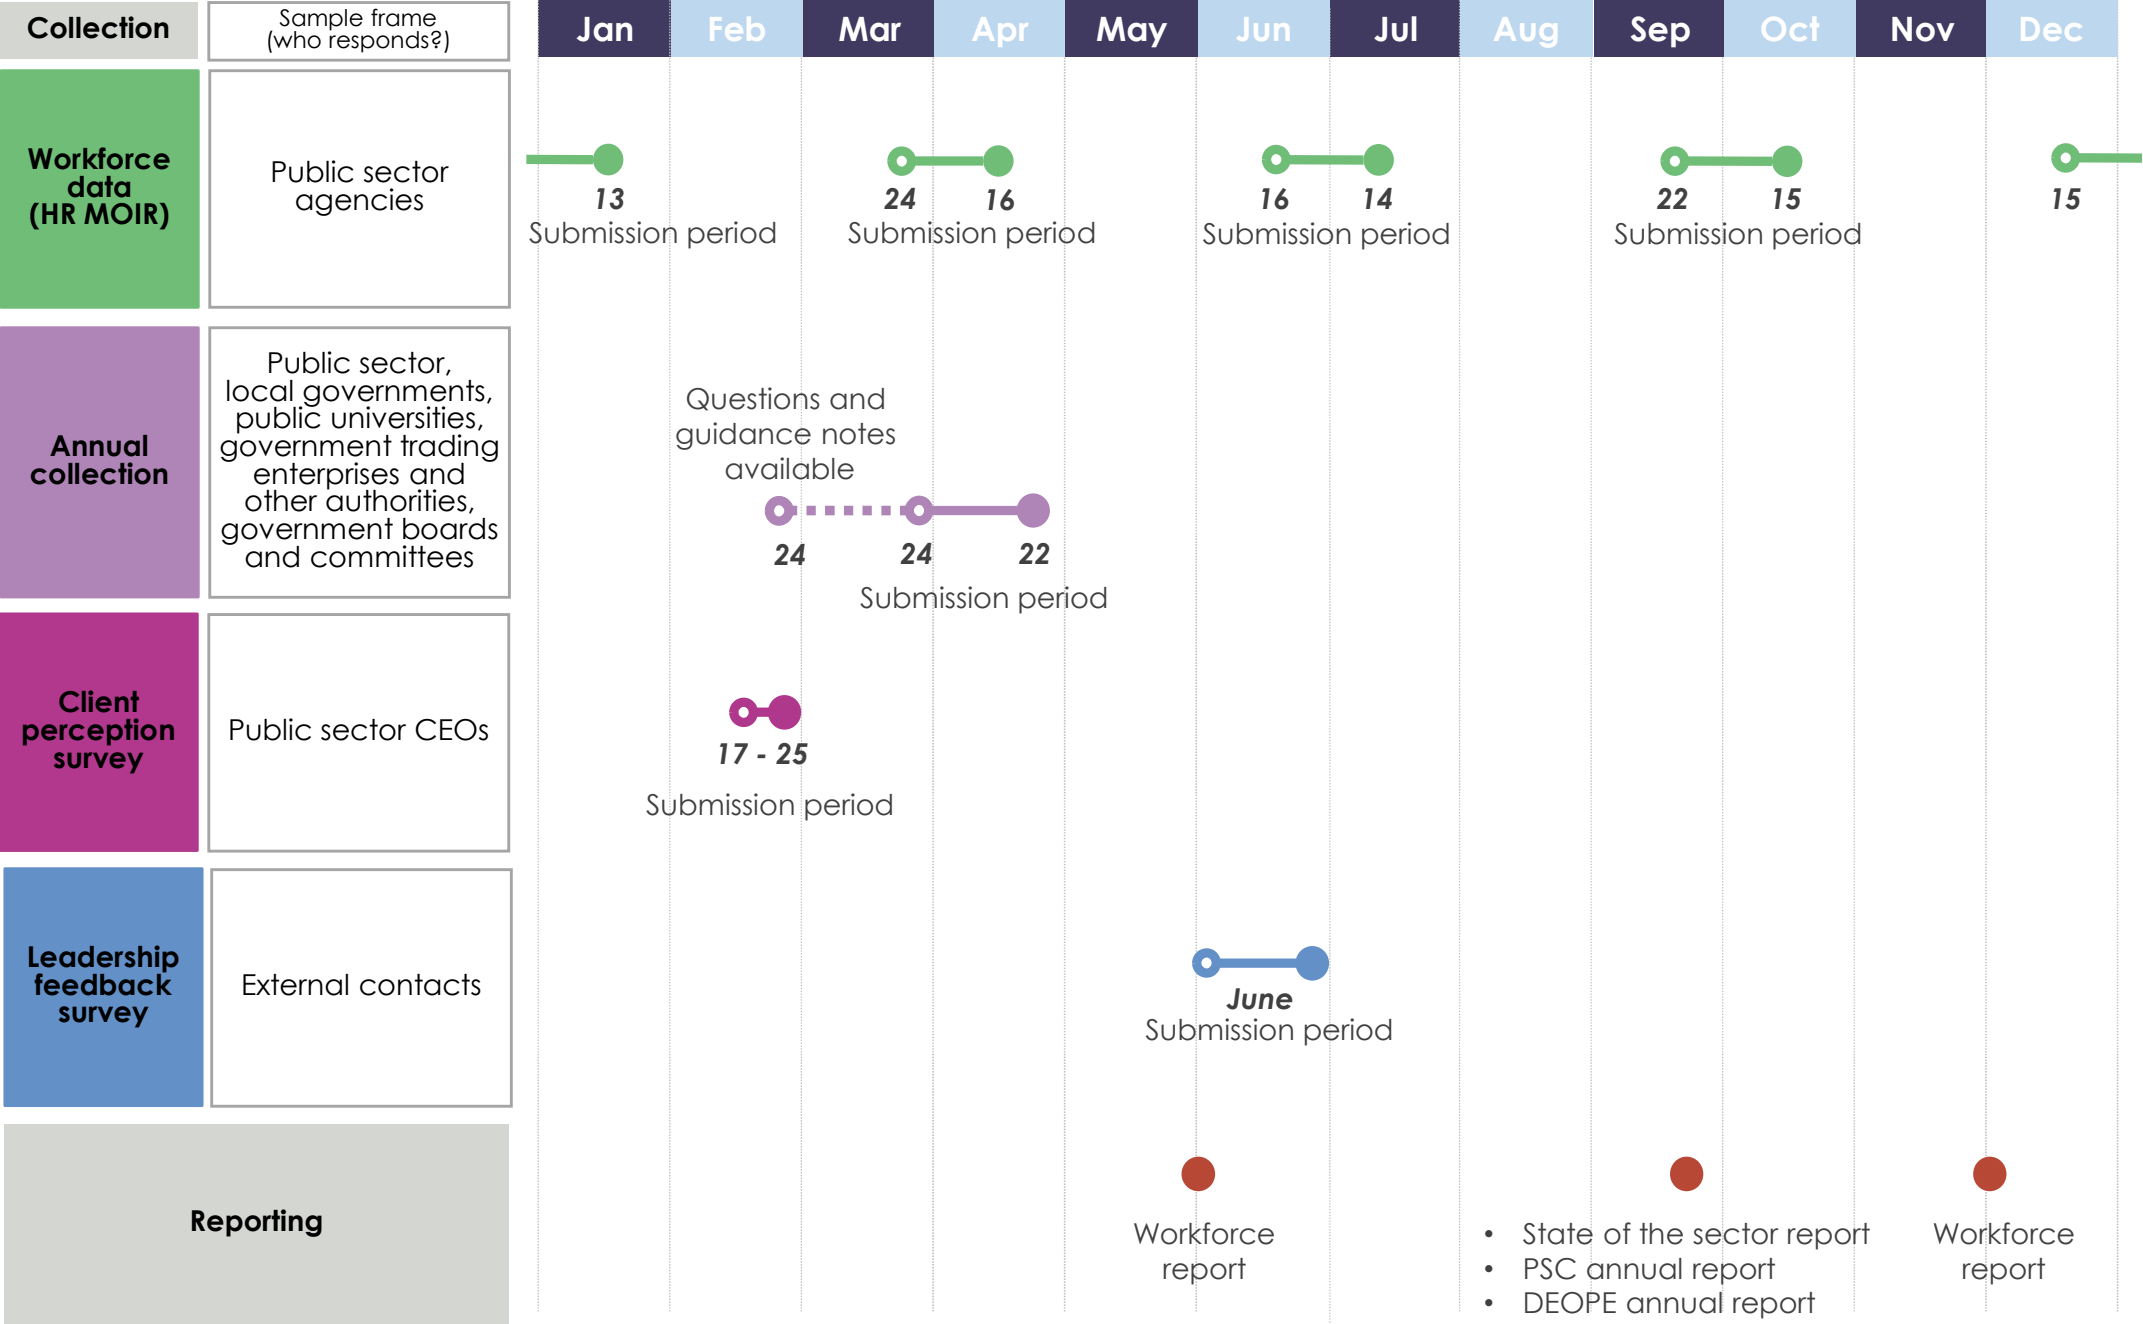 Collection
Sample frame
(who responds?)
Jan Feb Mar Apr May Jun Jul Aug Sep Oct Nov Dec
Workforce
data
(HR MOIR)
Public sector
agencies
13
Submission period
24 16
Submission period
16 14
Submission period
22 15
Submission period
15
Annual
collection
Public sector,
local governments,
public universities,
government trading
enterprises and
other authorities,
government boards
and committees
Questions and
guidance notes
available
24 24 22
Submission period
Client
perception
survey
Public sector CEOs
17 - 25
Submission period
Leadership
feedback
survey
External contacts
June
Submission period
Reporting
Workforce
report
• State of the sector report
• PSC annual report
• DEOPE annual report
Workforce
report